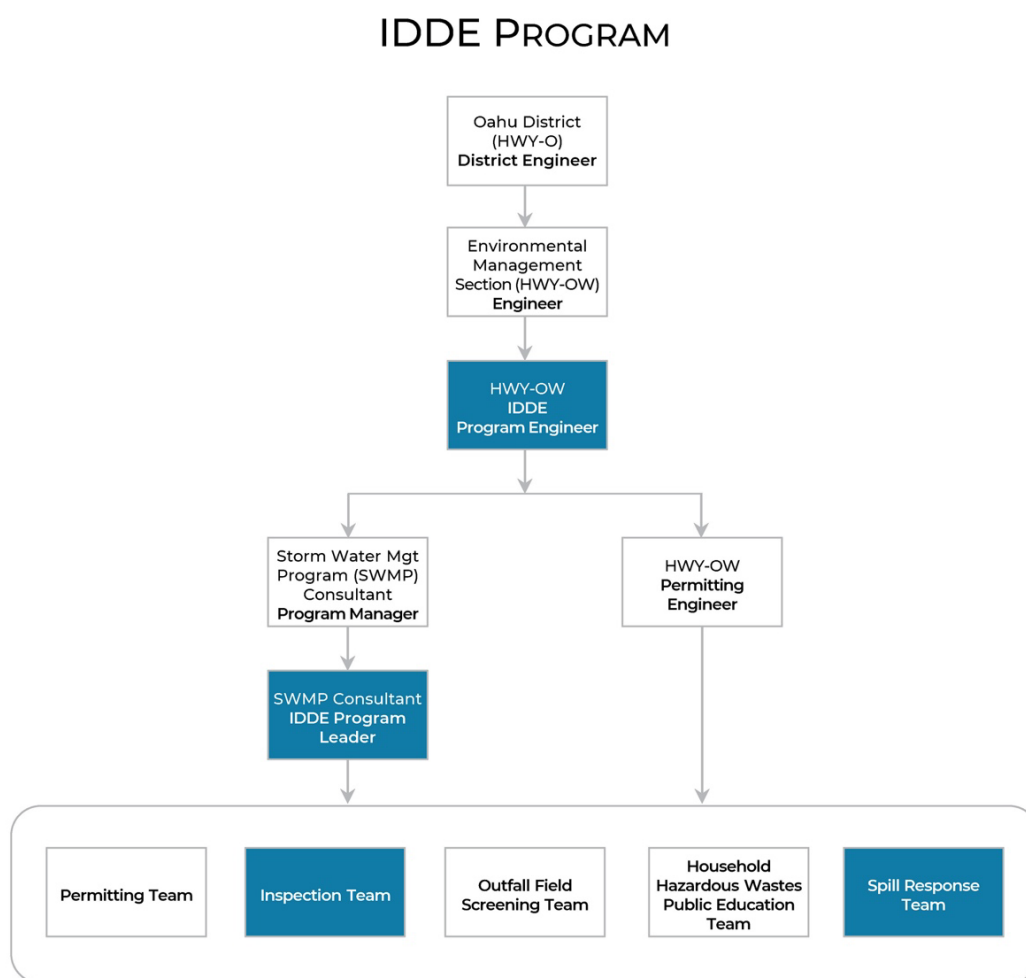 IDDE PROGRAM
Oahu District
(HWY-O)
District Engineer
Environmental
Management
Section (HWY-OW)
Engineer
HWY-OW
IDDE
Program Engineer
Storm Water Mgt
Program (SWMP)
Consultant
Program Manager
HWY-OW
Permitting
Engineer
SWMP Consultant
IDDE Program
Leader
Permitting Team
Inspection Team
Outfall Field
Screening Team
Household
Hazardous Wastes
Public Education
Team
Spill Response
Team